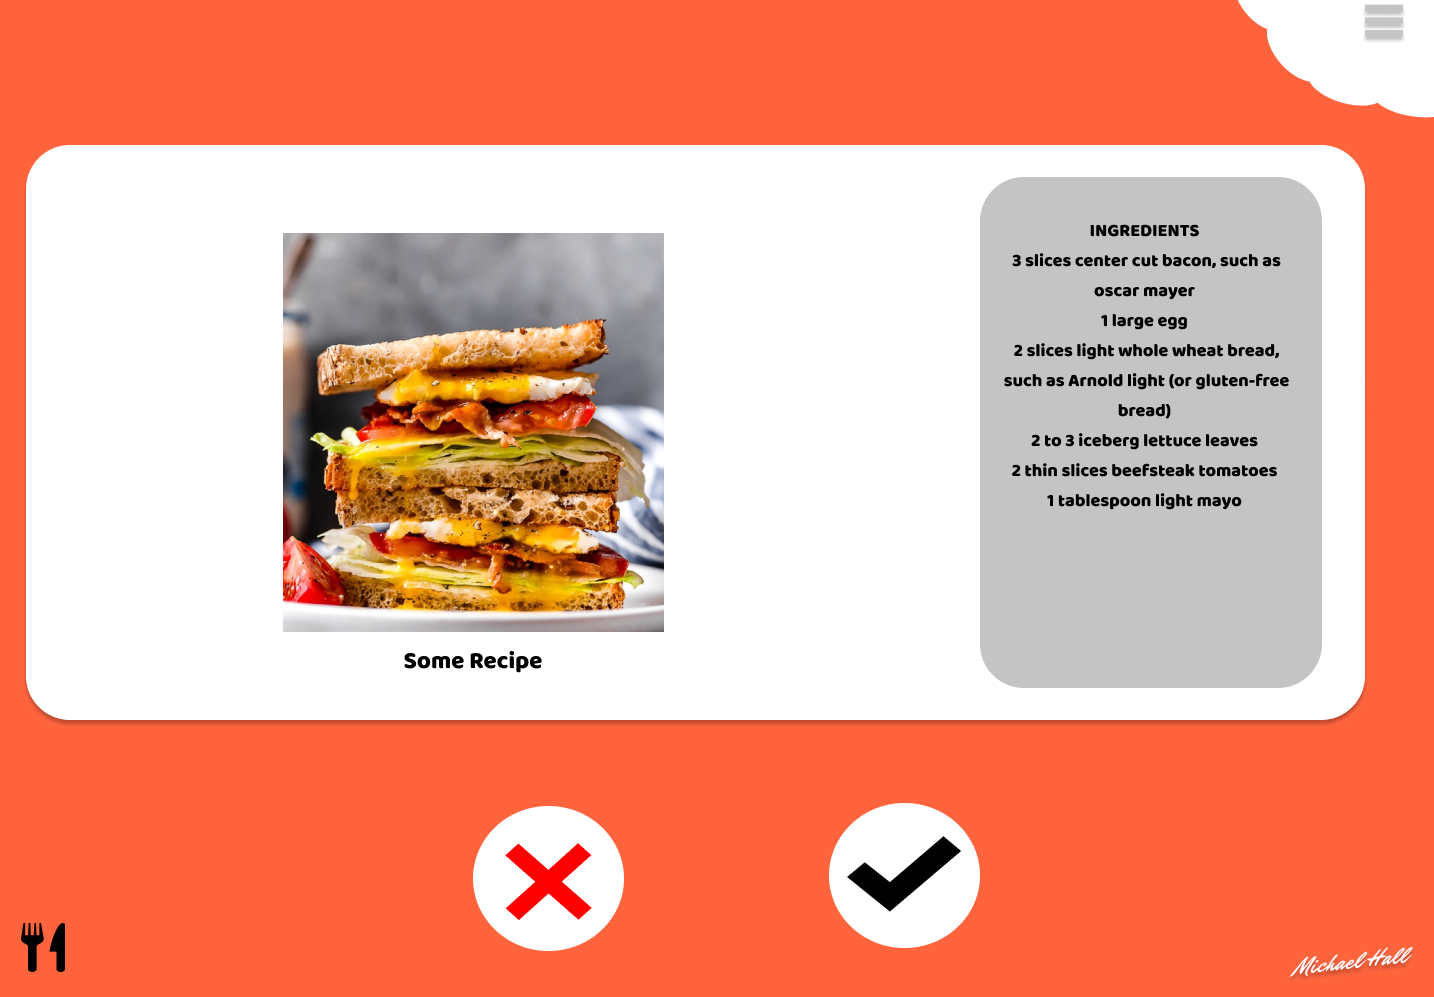 INGREDIENTS
3 slices center cut bacon, such as
oscar mayer
1 large egg
2 slices light whole wheat bread,
such as Arnold light (or gluten-free
bread)
2 to 3 iceberg lettuce leaves
2 thin slices beefsteak tomatoes
1 tablespoon light mayo
Some Recipe
Michael Hall